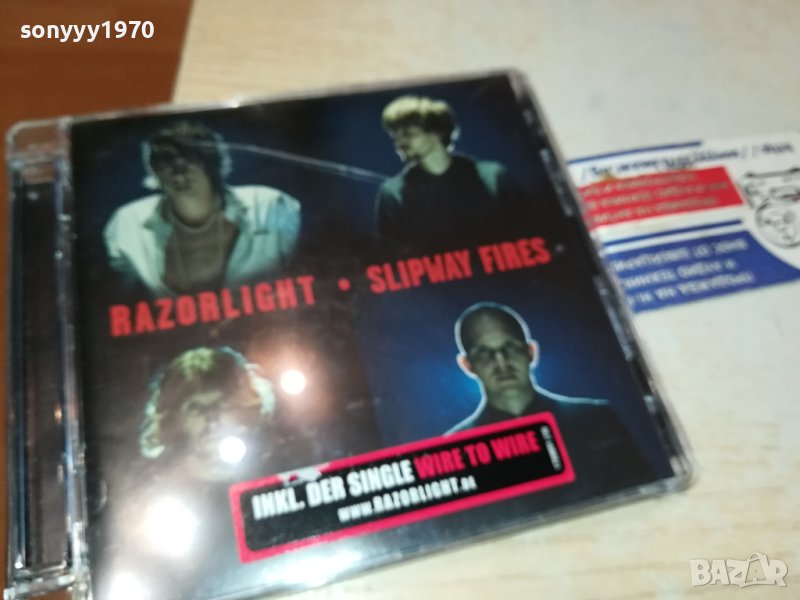 sonyyy1970
RAZORLIGHT • SLIPWAY FIRES
INKL. DER SINGLE WIRE TO WIRE
WWW.RAZORLIGHT.DE
BAZAR